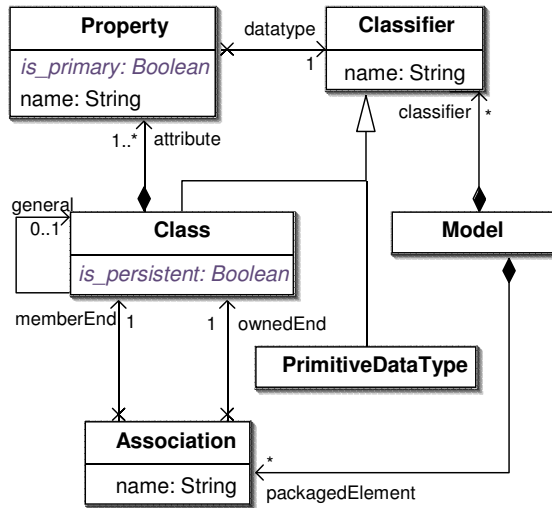 Property
is_primary: Boolean
name: String
datatype
1
Classifier
name: String
1..*
attribute
classifier
*
general
0..1
Class
is_persistent: Boolean
Model
memberEnd
1
1
ownedEnd
PrimitiveDataType
Association
name: String
*
packagedElement